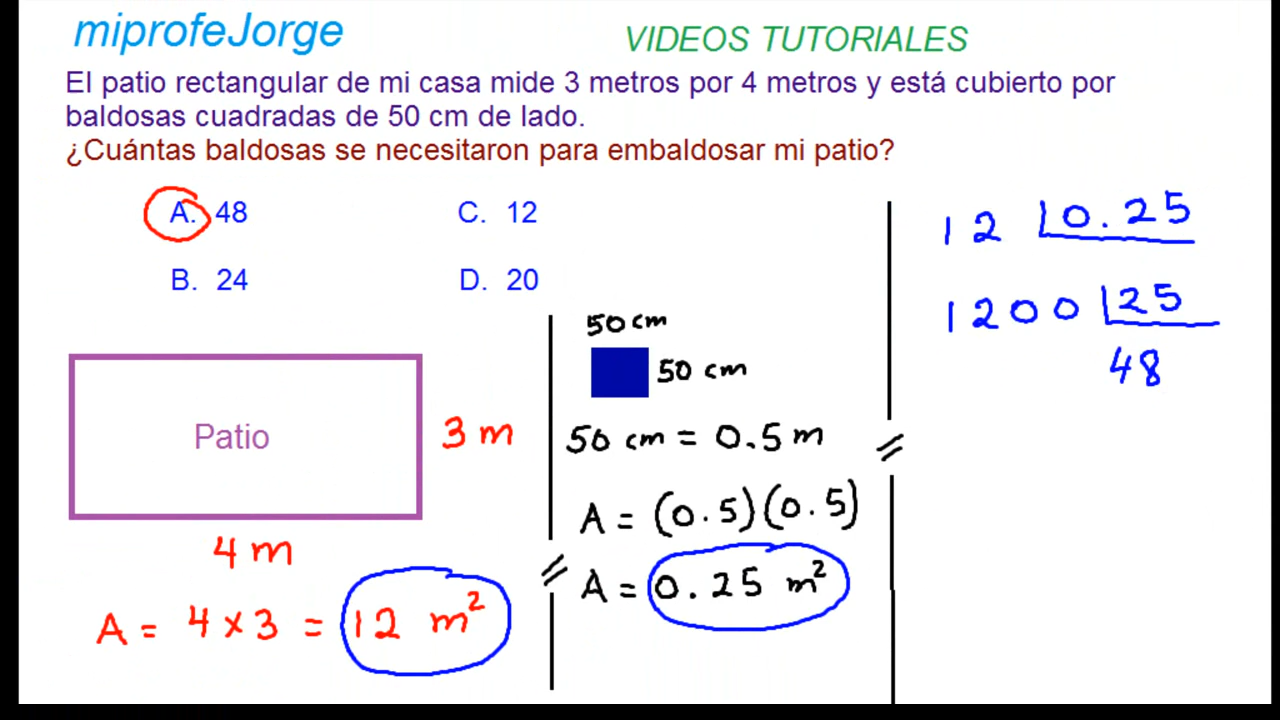 miprofeJorge
VIDEOS TUTORIALES
El patio rectangular de mi casa mide 3 metros por 4 metros y está cubierto por
baldosas cuadradas de 50 cm de lado.
¿Cuántas baldosas se necesitaron para embaldosar mi patio?
A. 48
C. 12
B. 24
D. 20
Patio
3 m
4 m
A = 4 x 3 = 12 m²
50 cm
50 cm
50 cm = 0.5 m
A = (0.5)(0.5)
A = 0.25 m²
12 0.25
1200 25
48